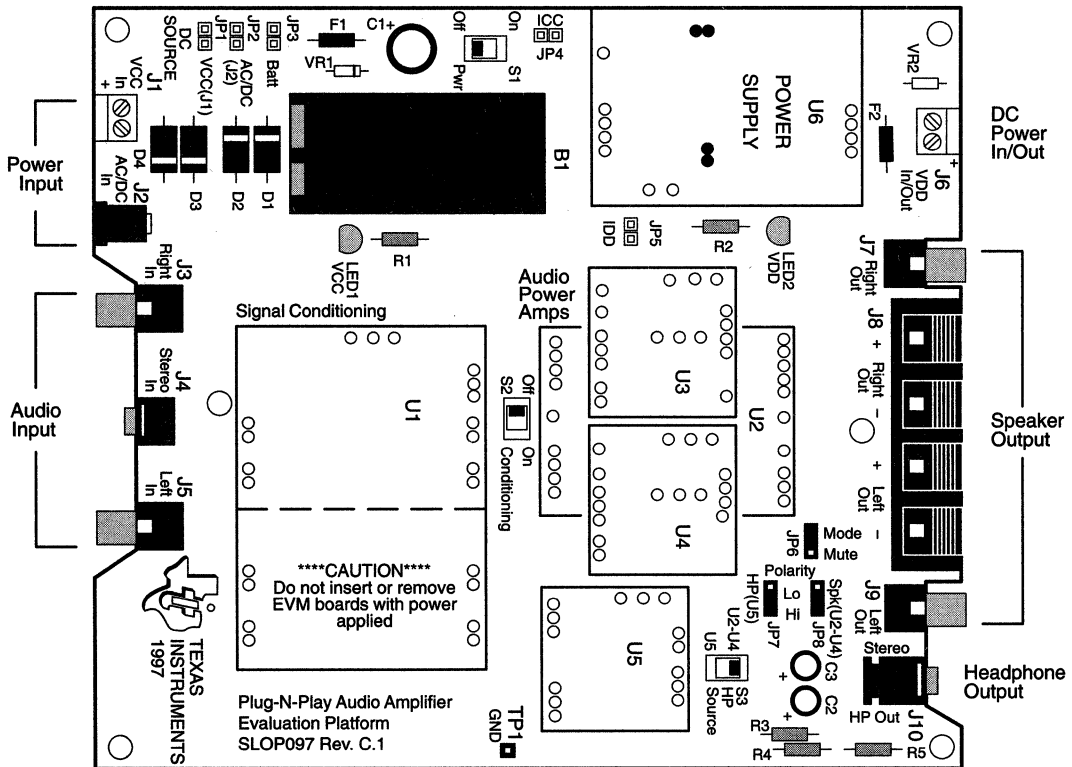 DC
SOURCE
JP1
VCC(J1)
JP2
AC/DC
(J2)
JP3
Batt
F1
VR1
C1+
Off
On
Pwr
S1
ICC
JP4
U6
POWER
SUPPLY
VR2
F2
J6
VDD
In/Out
+
DC
Power
In/Out
J1
VCC
In
+
Power
Input
D4
D3
D2
D1
B1
J2
AC/DC
In
LED1
VCC
R1
JP5
IDD
R2
LED2
VDD
J3
Right
In
J7
Right
Out
Signal Conditioning
Audio
Power
Amps
J8
+
Right
Out
–
+
Left
Out
–
Audio
Input
J4
Stereo
In
U1
S2
Off
On
Conditioning
U3
U2
U4
Speaker
Output
J5
Left
In
JP6
Mode
Mute
****CAUTION****
Do not insert or remove
EVM boards with power
applied
Polarity
HP(U5)
Lo
Hi
JP7
Spk(U2-U4)
JP8
J9
Left
Out
TEXAS
INSTRUMENTS
1997
U5
U2-U4
U5
S3
HP
Source
C3
+
C2
+
Stereo
HP Out
J10
Headphone
Output
Plug-N-Play Audio Amplifier
Evaluation Platform
SLOP097 Rev. C.1
TP1
GND
R3
R4
R5